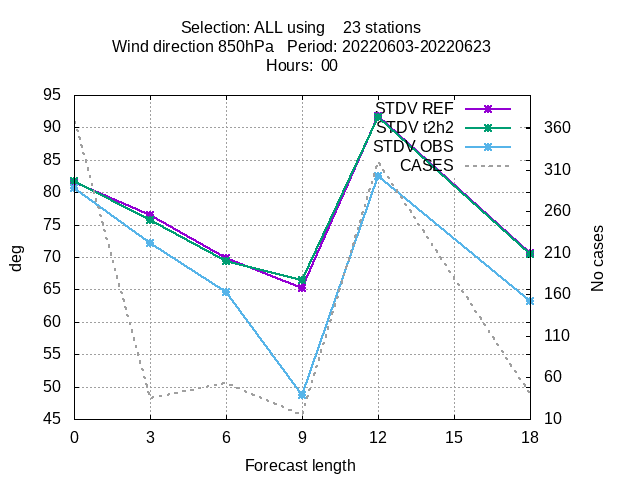 Selection: ALL using    23 stations
Wind direction 850hPa   Period: 20220603-20220623
Hours:  00
95
90
85
80
75
70
65
60
55
50
45
deg
STDV REF
STDV t2h2
STDV OBS
CASES
360
310
260
210
160
110
60
10
No cases
0 3 6 9 12 15 18
Forecast length